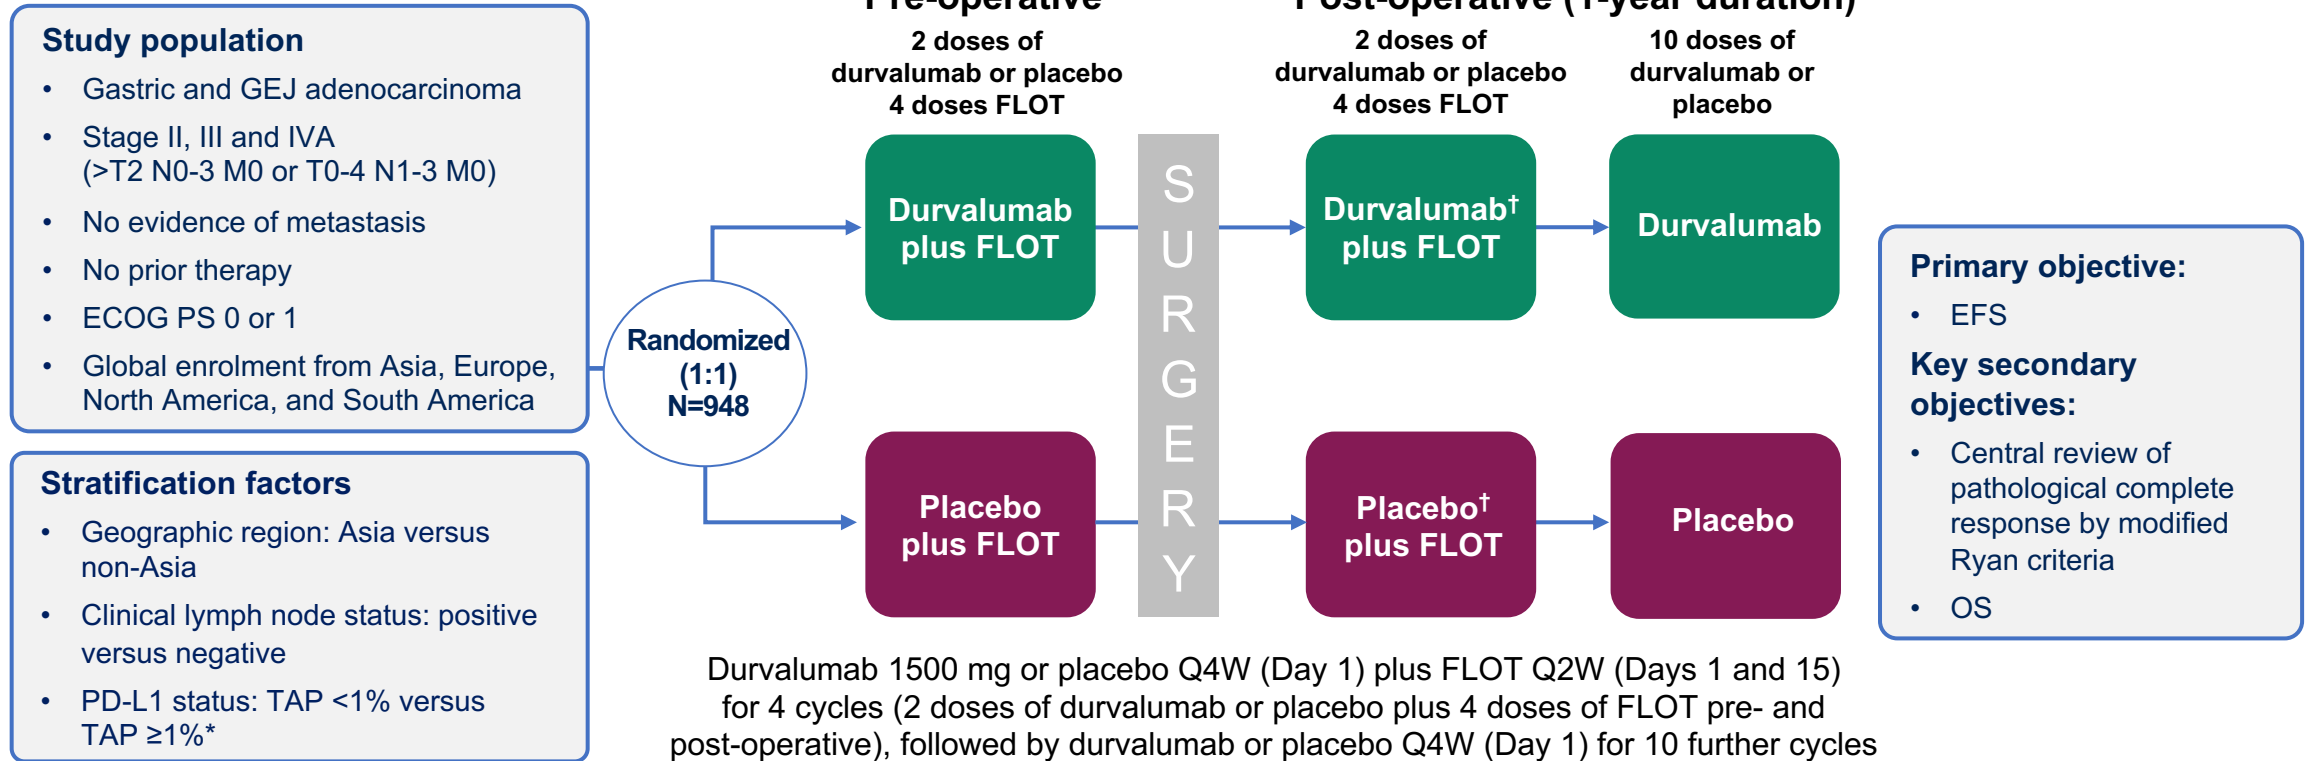 Study population
• Gastric and GEJ adenocarcinoma
• Stage II, III and IVA
(>T2 N0-3 M0 or T0-4 N1-3 M0)
• No evidence of metastasis
• No prior therapy
• ECOG PS 0 or 1
• Global enrolment from Asia, Europe,
North America, and South America
Stratification factors
• Geographic region: Asia versus
non-Asia
• Clinical lymph node status: positive
versus negative
• PD-L1 status: TAP <1% versus
TAP ≥1%*
Randomized
(1:1)
N=948
Pre-operative
2 doses of
durvalumab or placebo
4 doses FLOT
Post-operative (1-year duration)
2 doses of
durvalumab or placebo
4 doses FLOT
10 doses of
durvalumab or
placebo
Durvalumab
plus FLOT
SURGERY
Durvalumab†
plus FLOT
Durvalumab
Placebo
plus FLOT
Placebo†
plus FLOT
Placebo
Durvalumab 1500 mg or placebo Q4W (Day 1) plus FLOT Q2W (Days 1 and 15)
for 4 cycles (2 doses of durvalumab or placebo plus 4 doses of FLOT pre- and
post-operative), followed by durvalumab or placebo Q4W (Day 1) for 10 further cycles
Primary objective:
• EFS
Key secondary
objectives:
• Central review of
pathological complete
response by modified
Ryan criteria
• OS